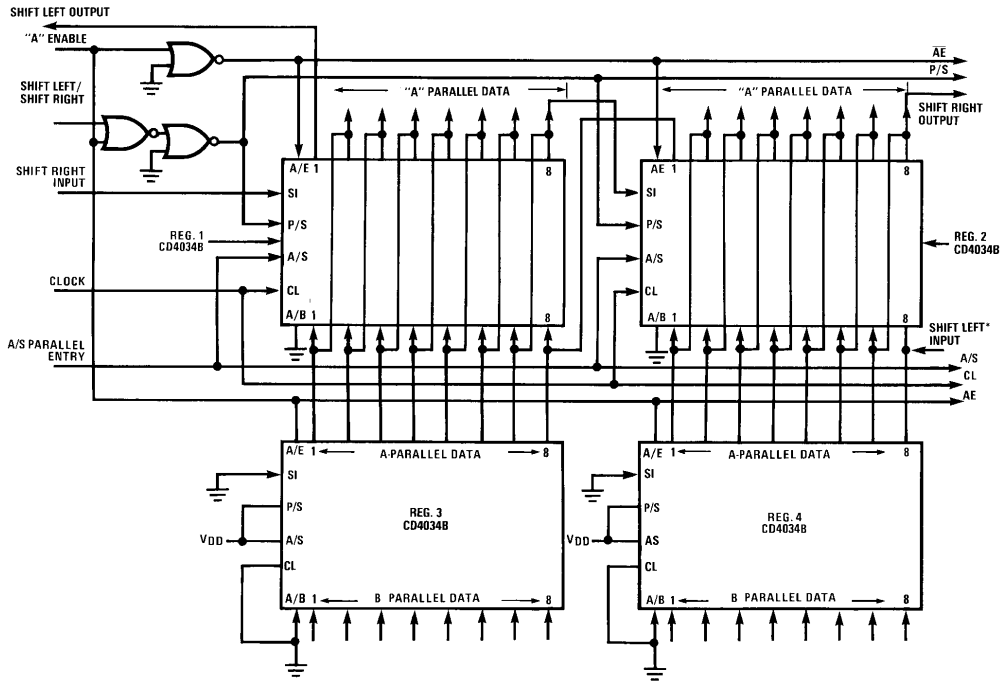 SHIFT LEFT OUTPUT
"A" ENABLE
AE
P/S
SHIFT LEFT/
SHIFT RIGHT
"A" PARALLEL DATA
"A" PARALLEL DATA
SHIFT RIGHT
OUTPUT
A/E 1
8
AE 1
8
SHIFT RIGHT
INPUT
SI
SI
P/S
P/S
REG. 1
CD4034B
REG. 2
CD4034B
A/S
A/S
CLOCK
CL
CL
A/B 1
8
A/B 1
8
SHIFT LEFT*
INPUT
A/S PARALLEL
ENTRY
A/S
CL
AE
A/E 1
A-PARALLEL DATA
8
A/E 1
A-PARALLEL DATA
8
SI
SI
P/S
P/S
REG. 3
CD4034B
REG. 4
CD4034B
VDD
A/S
VDD
AS
CL
CL
A/B 1
B PARALLEL DATA
8
A/B 1
B PARALLEL DATA
8